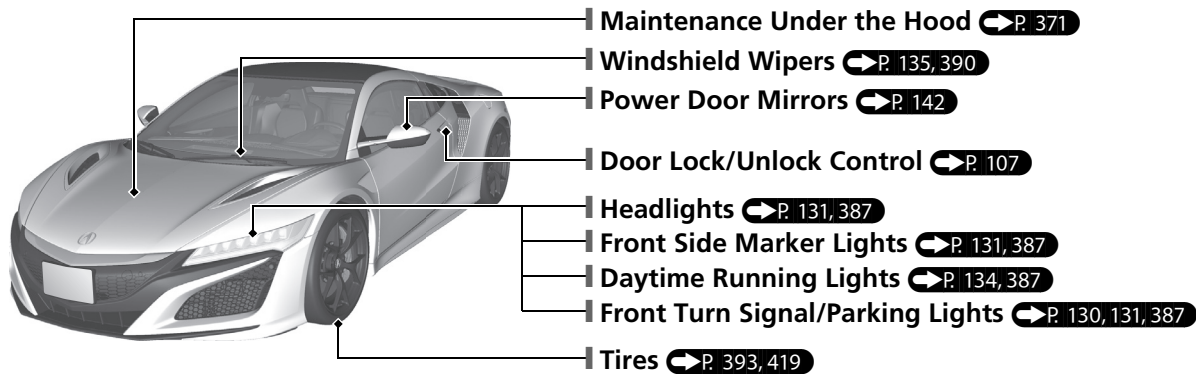 Maintenance Under the Hood P. 371
Windshield Wipers P. 135, 390
Power Door Mirrors P. 142
Door Lock/Unlock Control P. 107
Headlights P. 131, 387
Front Side Marker Lights P. 131, 387
Daytime Running Lights P. 134, 387
Front Turn Signal/Parking Lights P. 130, 131, 387
Tires P. 393, 419